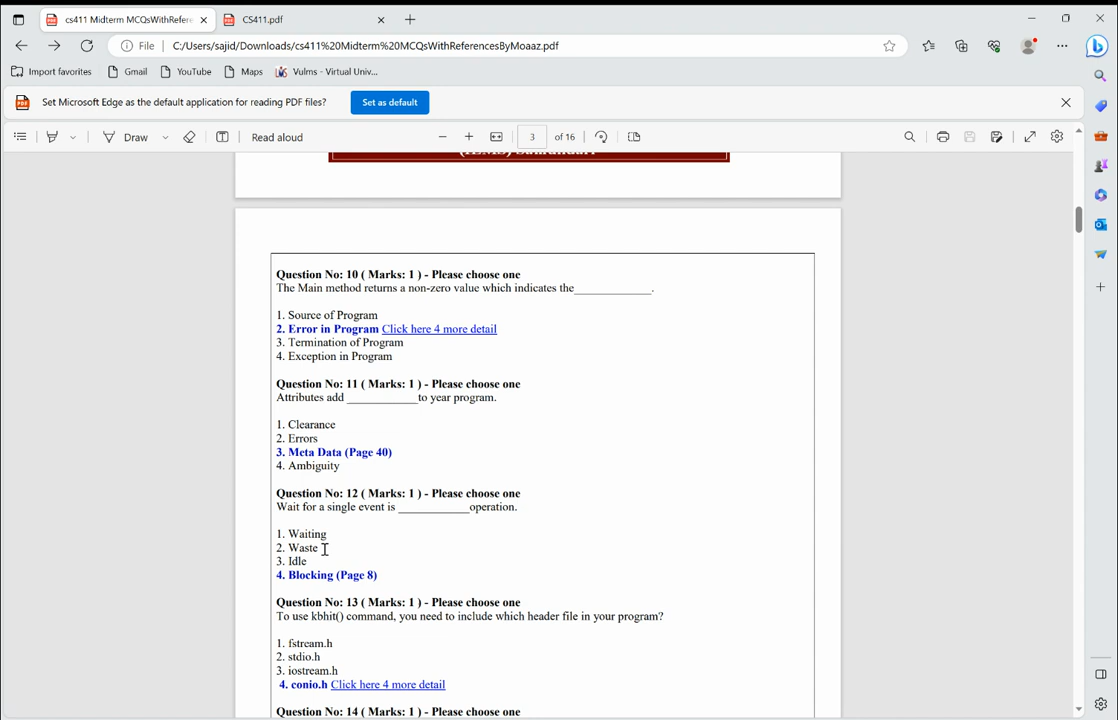 cs411 Midterm MCQsWithRefere
CS411.pdf
File
C:/Users/sajid/Downloads/cs411%20Midterm%20MCQsWithReferencesByMoaaz.pdf
Import favorites
Gmail
YouTube
Maps
Vulms - Virtual Univ...
Set Microsoft Edge as the default application for reading PDF files?
Set as default
Draw
Read aloud
3
of 16
Question No: 10 ( Marks: 1 ) - Please choose one
The Main method returns a non-zero value which indicates the_____________.
1. Source of Program
2. Error in Program Click here 4 more detail
3. Termination of Program
4. Exception in Program
Question No: 11 ( Marks: 1 ) - Please choose one
Attributes add ____________to year program.
1. Clearance
2. Errors
3. Meta Data (Page 40)
4. Ambiguity
Question No: 12 ( Marks: 1 ) - Please choose one
Wait for a single event is ____________operation.
1. Waiting
2. Waste
3. Idle
4. Blocking (Page 8)
Question No: 13 ( Marks: 1 ) - Please choose one
To use kbhit() command, you need to include which header file in your program?
1. fstream.h
2. stdio.h
3. iostream.h
4. conio.h Click here 4 more detail
Question No: 14 ( Marks: 1 ) - Please choose one